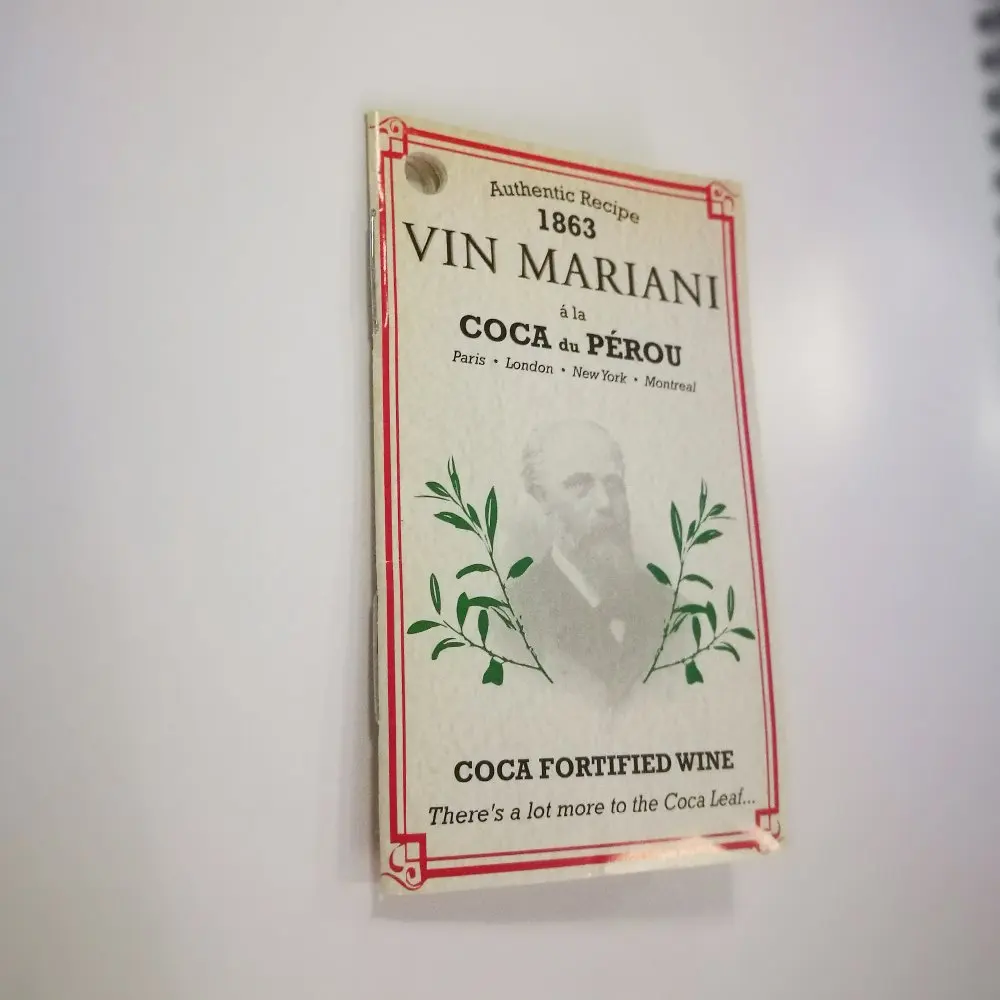 Authentic Recipe
1863
VIN MARIANI
á la
COCA du PÉROU
Paris • London • New York • Montreal
COCA FORTIFIED WINE
There's a lot more to the Coca Leaf...